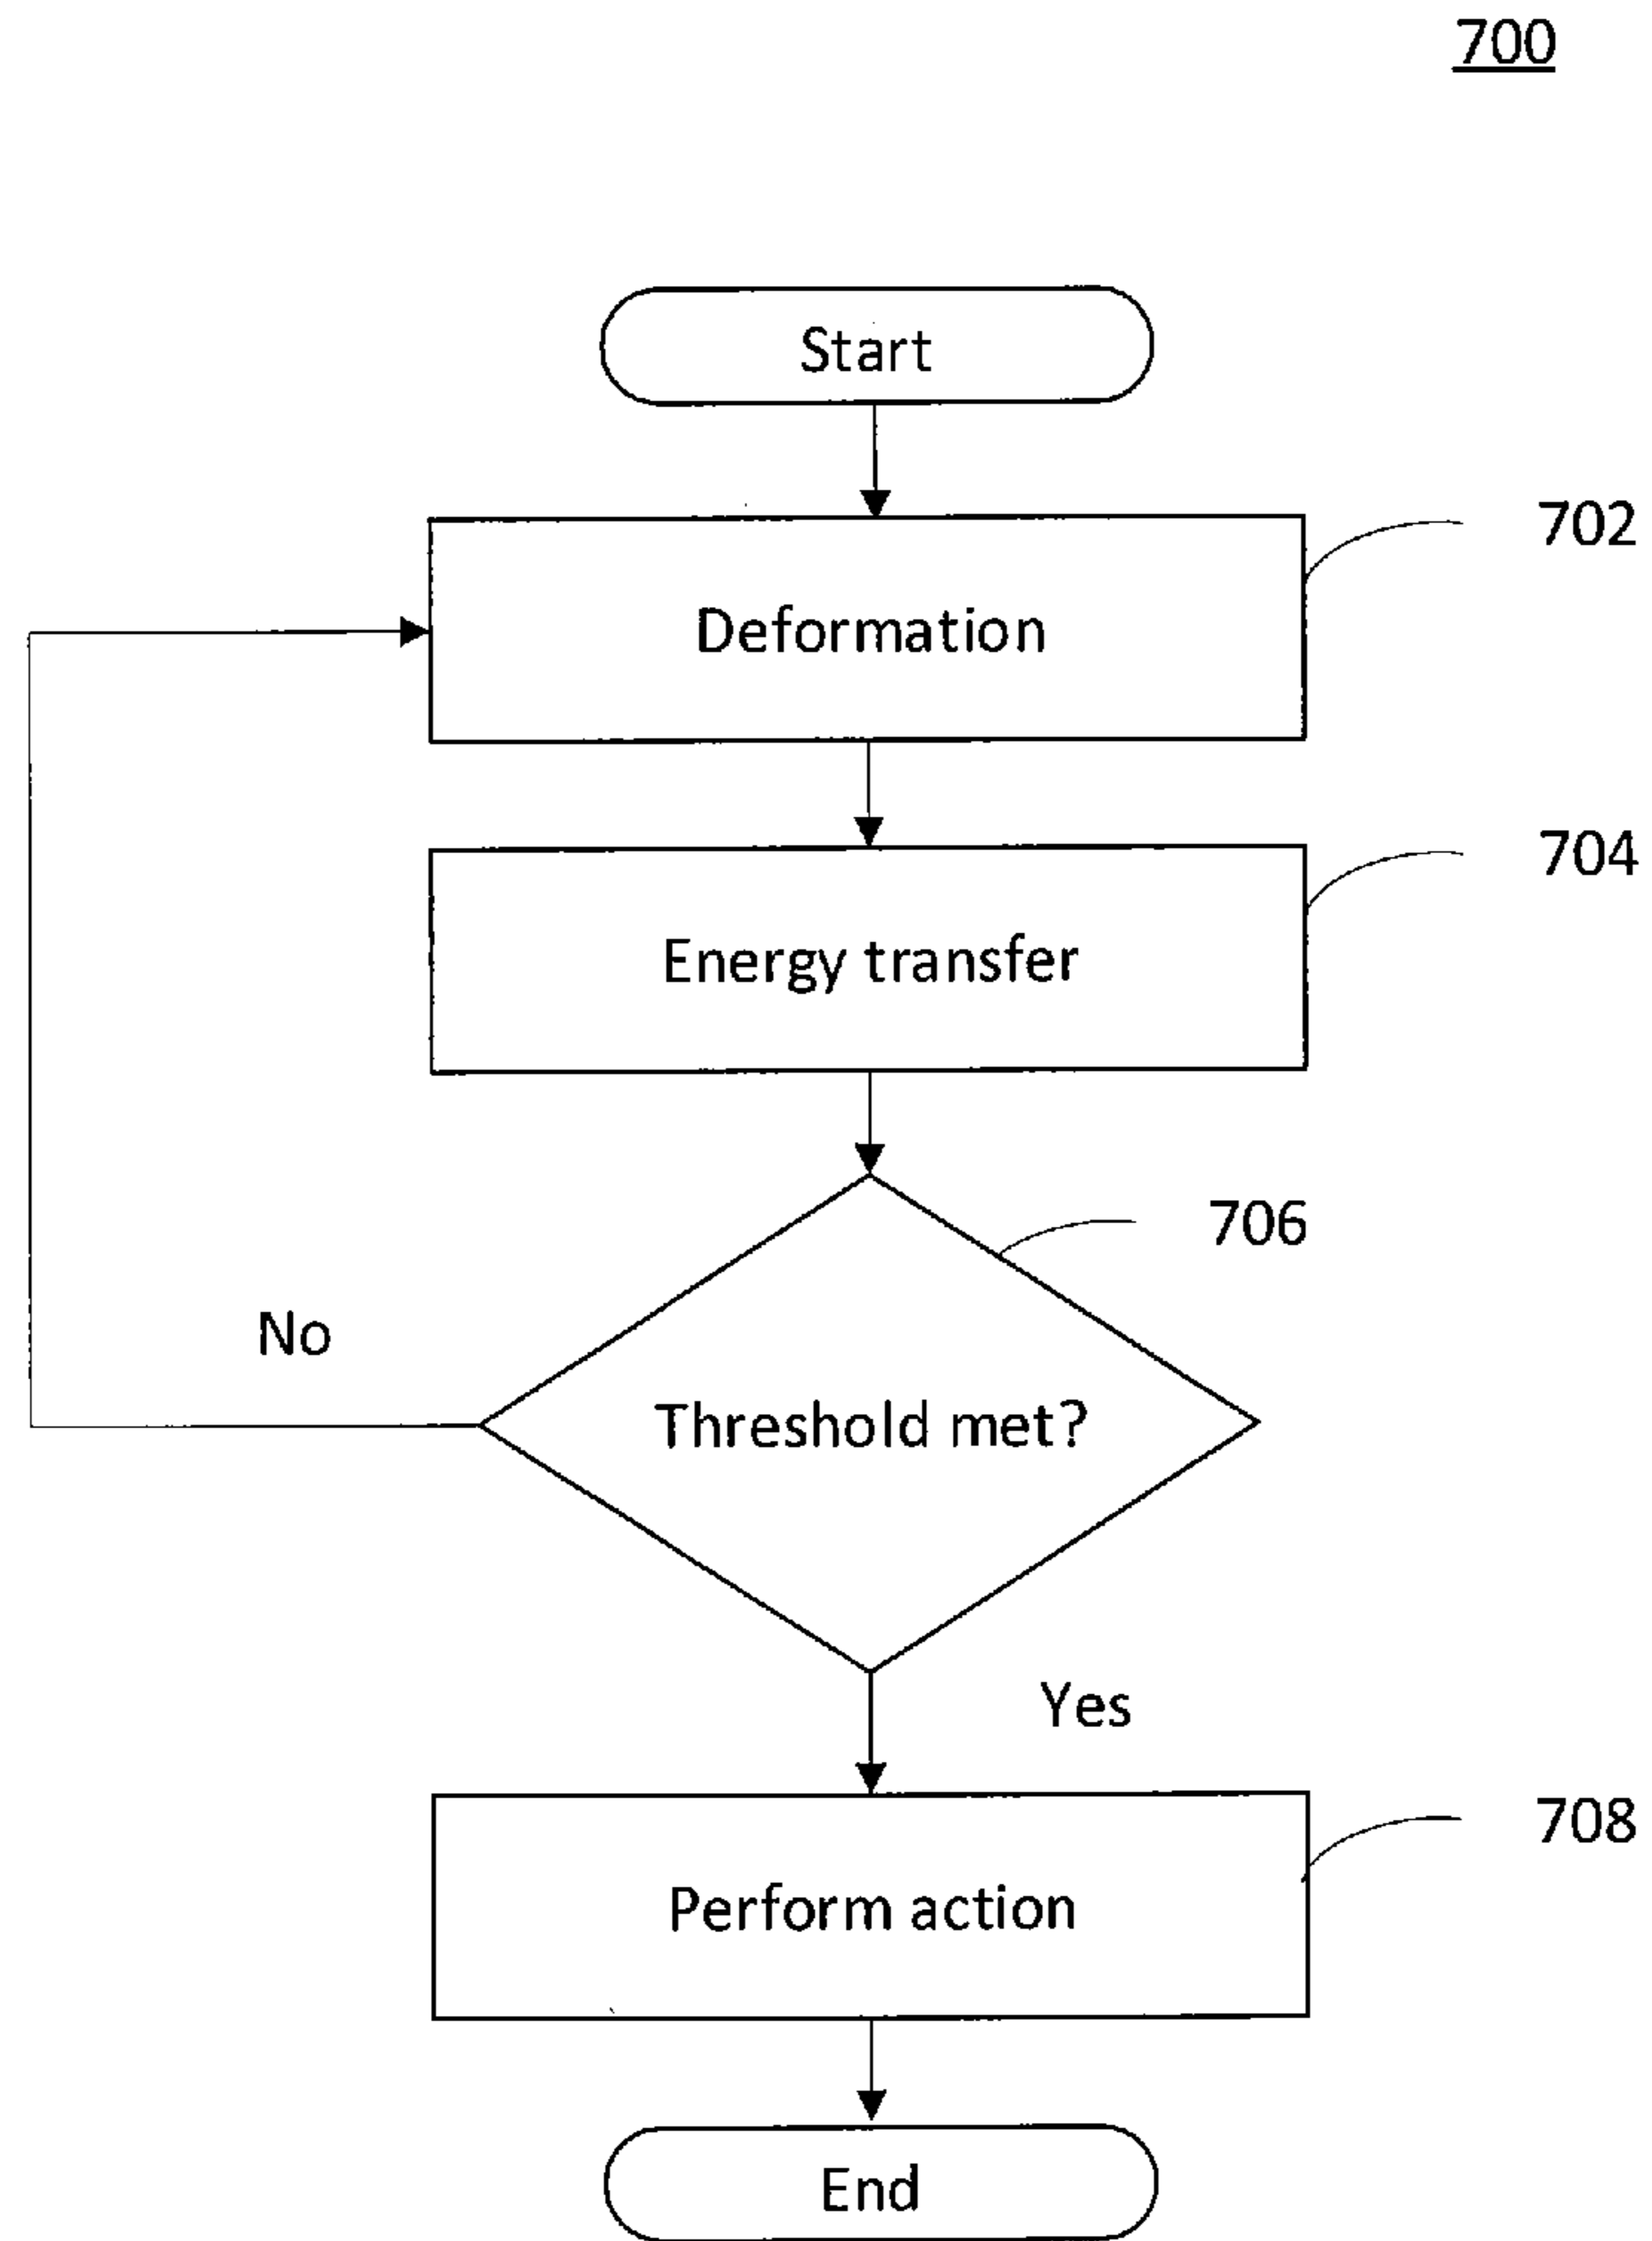 700
Start
702
Deformation
704
Energy transfer
706
No
Threshold met?
Yes
708
Perform action
End